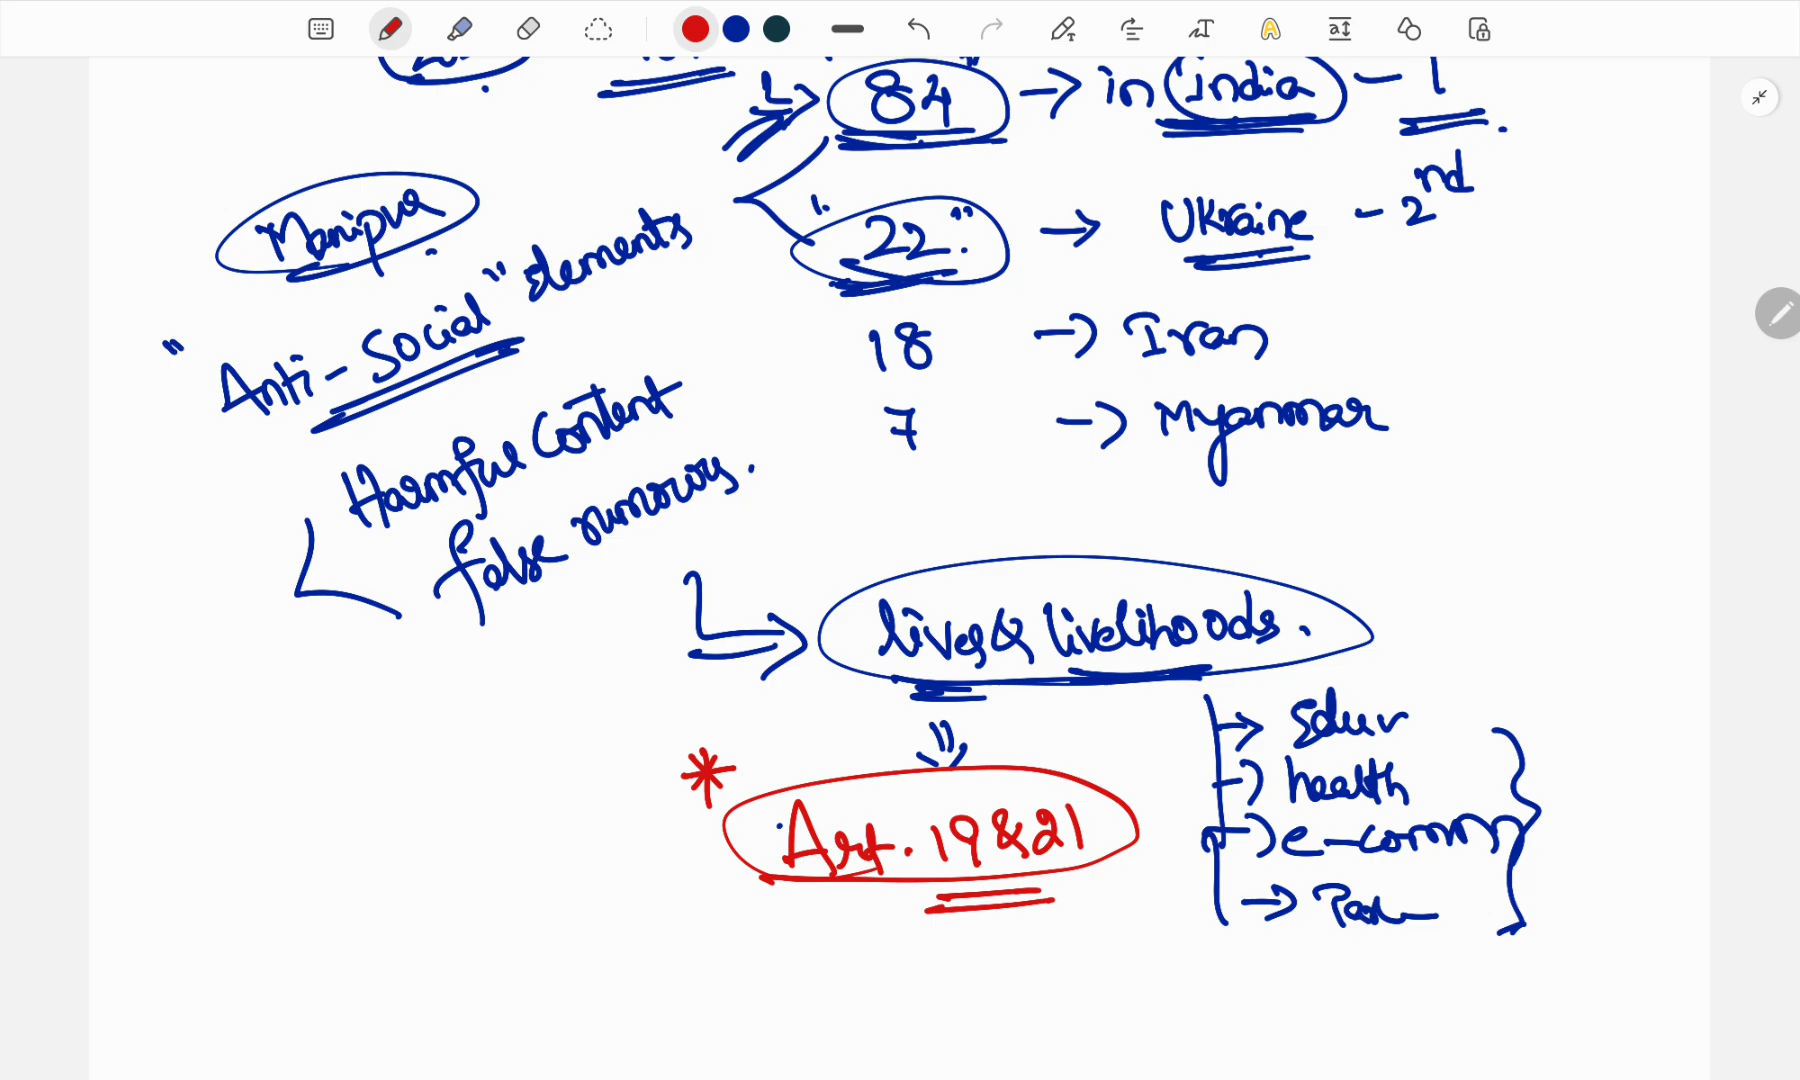 84 → in India - 1
Manipur
22 → Ukraine - 2nd
"Anti-Social" elements
18 → Iran
7 → Myanmar
Harmful Content
false rumours.
lives & livelihoods.
→ health
→ e-comm
Art. 19 & 21